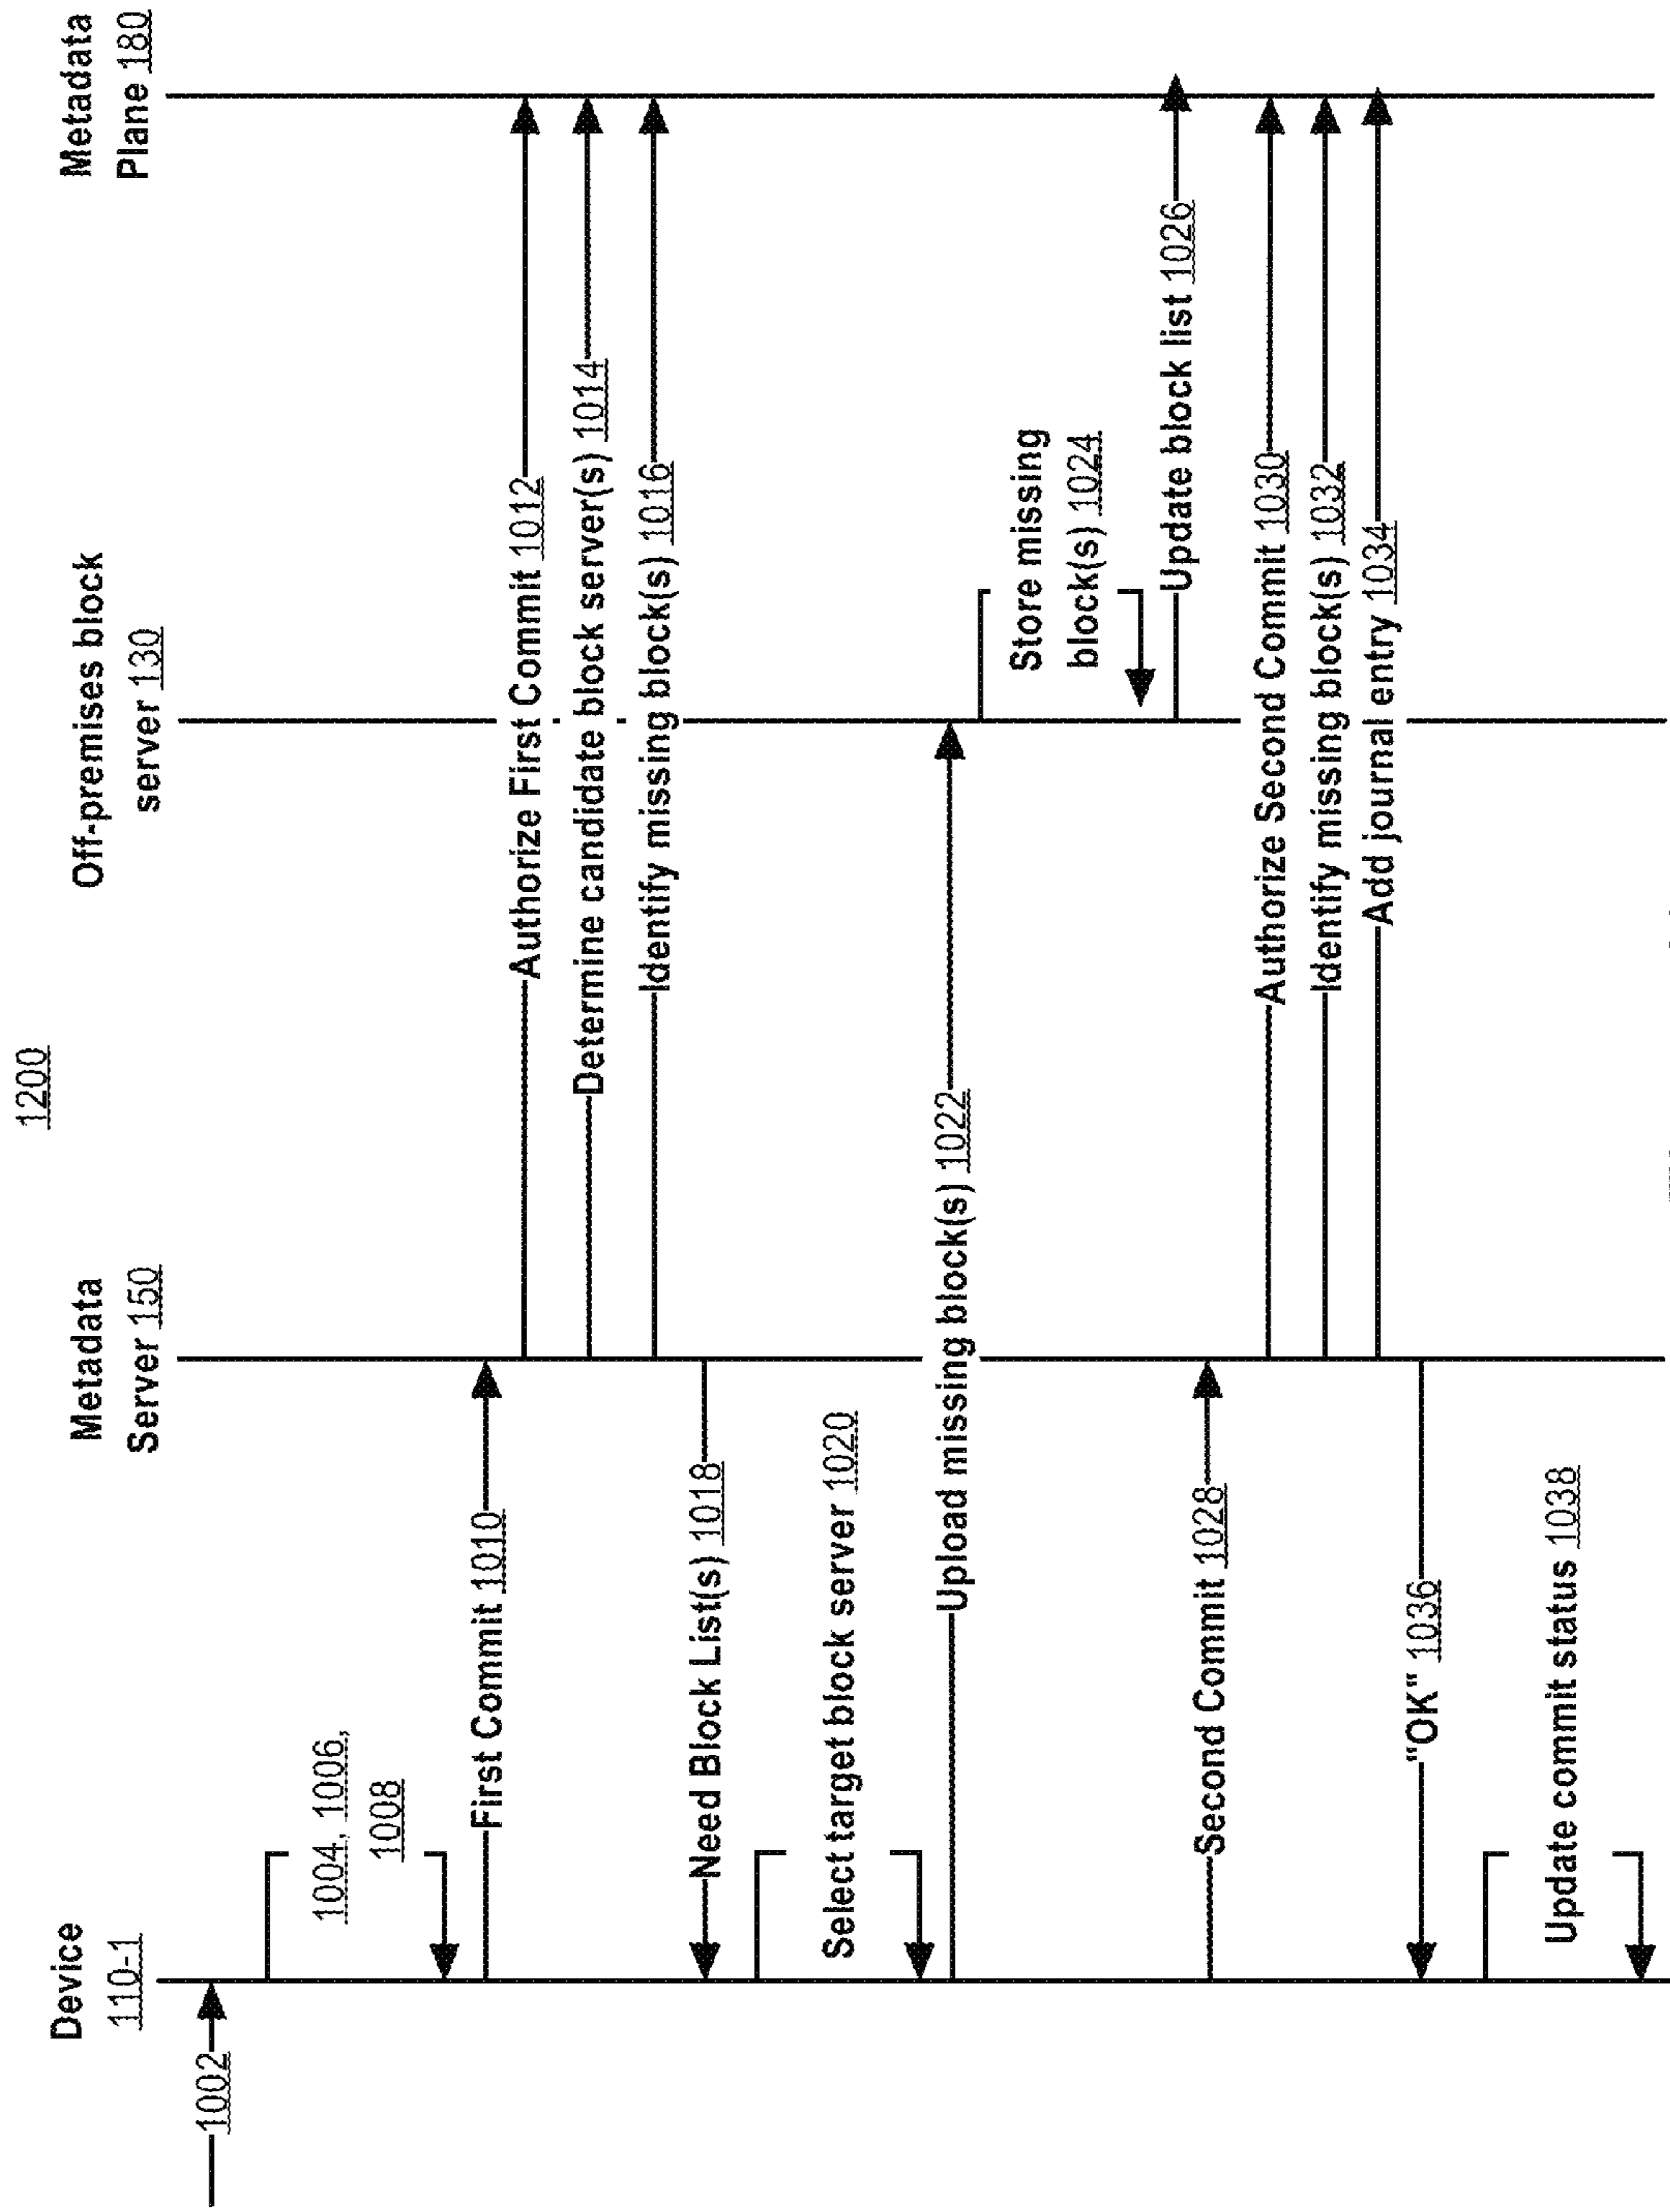 1200
Device
110-1
Metadata
Server 150
Off-premises block
server 130
Metadata
Plane 180
1002
1004, 1006,
1008
First Commit 1010
Authorize First Commit 1012
Determine candidate block server(s) 1014
Identify missing block(s) 1016
Need Block List(s) 1018
Select target block server 1020
Upload missing block(s) 1022
Store missing
block(s) 1024
Update block list 1026
Second Commit 1028
Authorize Second Commit 1030
Identify missing block(s) 1032
Add journal entry 1034
"OK" 1036
Update commit status 1038